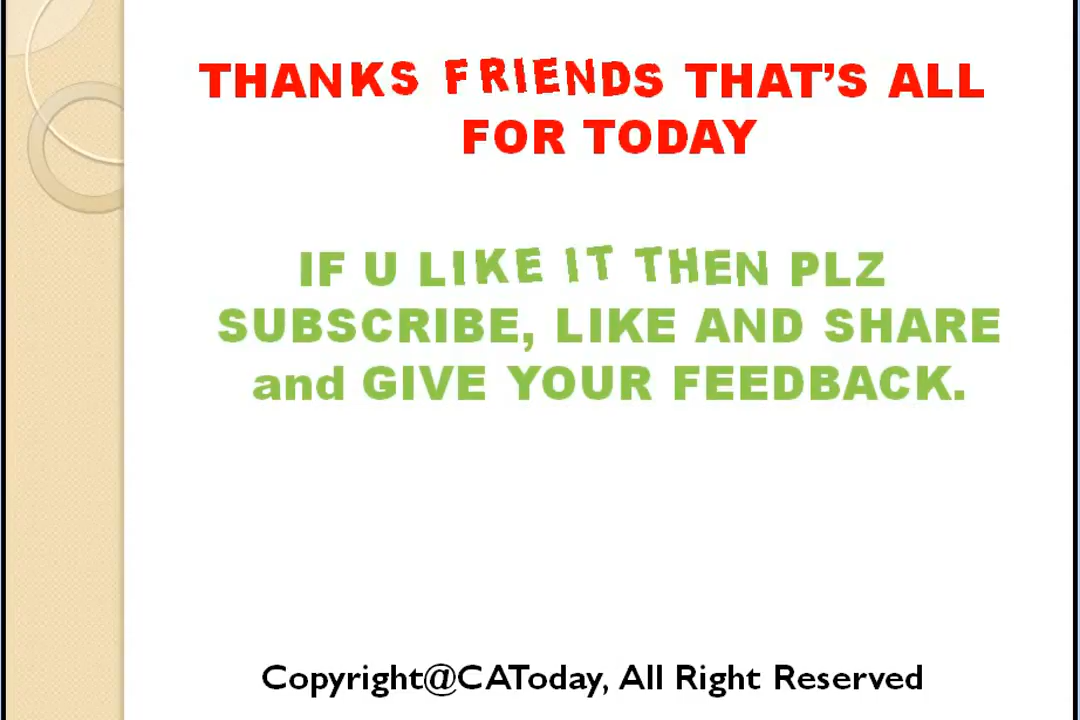 THANKS FRIENDS THAT’S ALL
FOR TODAY
IF U LIKE IT THEN PLZ
SUBSCRIBE, LIKE AND SHARE
and GIVE YOUR FEEDBACK.
Copyright@CAToday, All Right Reserved